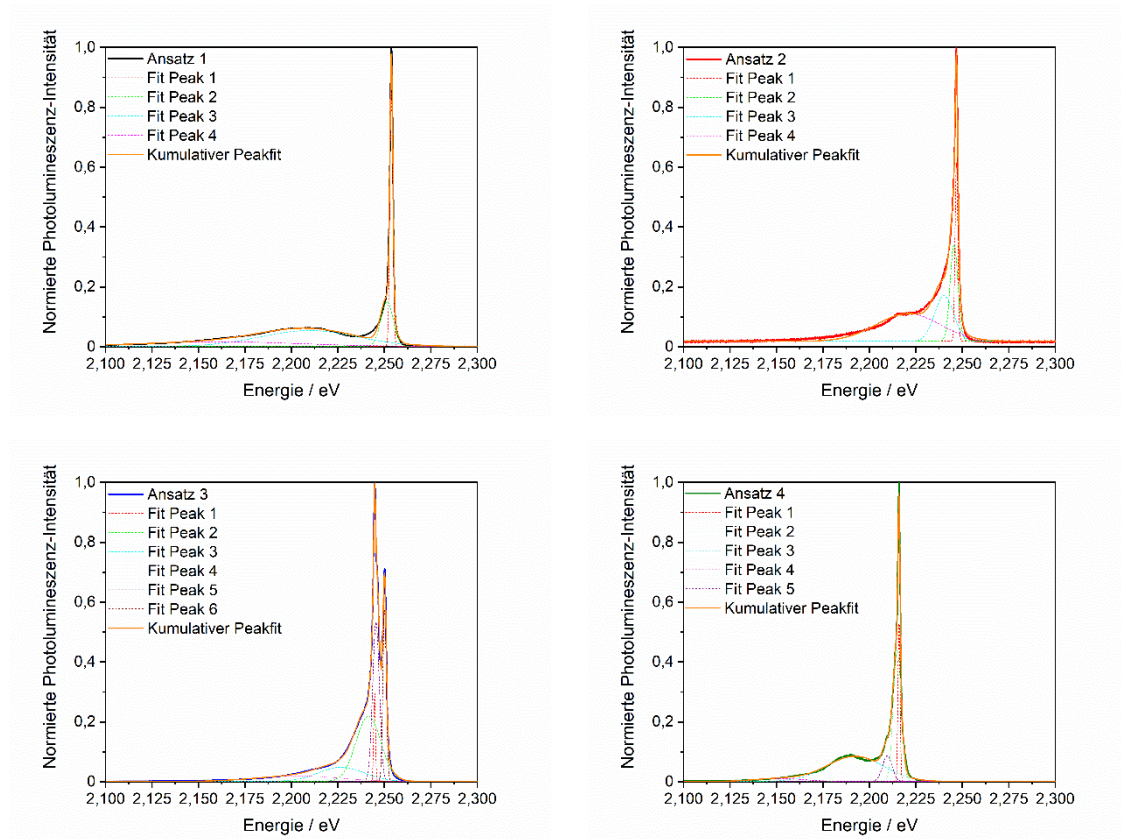 Normierte Photolumineszenz-Intensität
1,0
0,8
0,6
0,4
0,2
0
Ansatz 1
Fit Peak 1
Fit Peak 2
Fit Peak 3
Fit Peak 4
Kumulativer Peakfit
2,100 2,125 2,150 2,175 2,200 2,225 2,250 2,275 2,300
Energie / eV
Normierte Photolumineszenz-Intensität
1,0
0,8
0,6
0,4
0,2
0
Ansatz 2
Fit Peak 1
Fit Peak 2
Fit Peak 3
Fit Peak 4
Kumulativer Peakfit
2,100 2,125 2,150 2,175 2,200 2,225 2,250 2,275 2,300
Energie / eV
Normierte Photolumineszenz-Intensität
1,0
0,8
0,6
0,4
0,2
0
Ansatz 3
Fit Peak 1
Fit Peak 2
Fit Peak 3
Fit Peak 4
Fit Peak 5
Fit Peak 6
Kumulativer Peakfit
2,100 2,125 2,150 2,175 2,200 2,225 2,250 2,275 2,300
Energie / eV
Normierte Photolumineszenz-Intensität
1,0
0,8
0,6
0,4
0,2
0
Ansatz 4
Fit Peak 1
Fit Peak 2
Fit Peak 3
Fit Peak 4
Fit Peak 5
Kumulativer Peakfit
2,100 2,125 2,150 2,175 2,200 2,225 2,250 2,275 2,300
Energie / eV